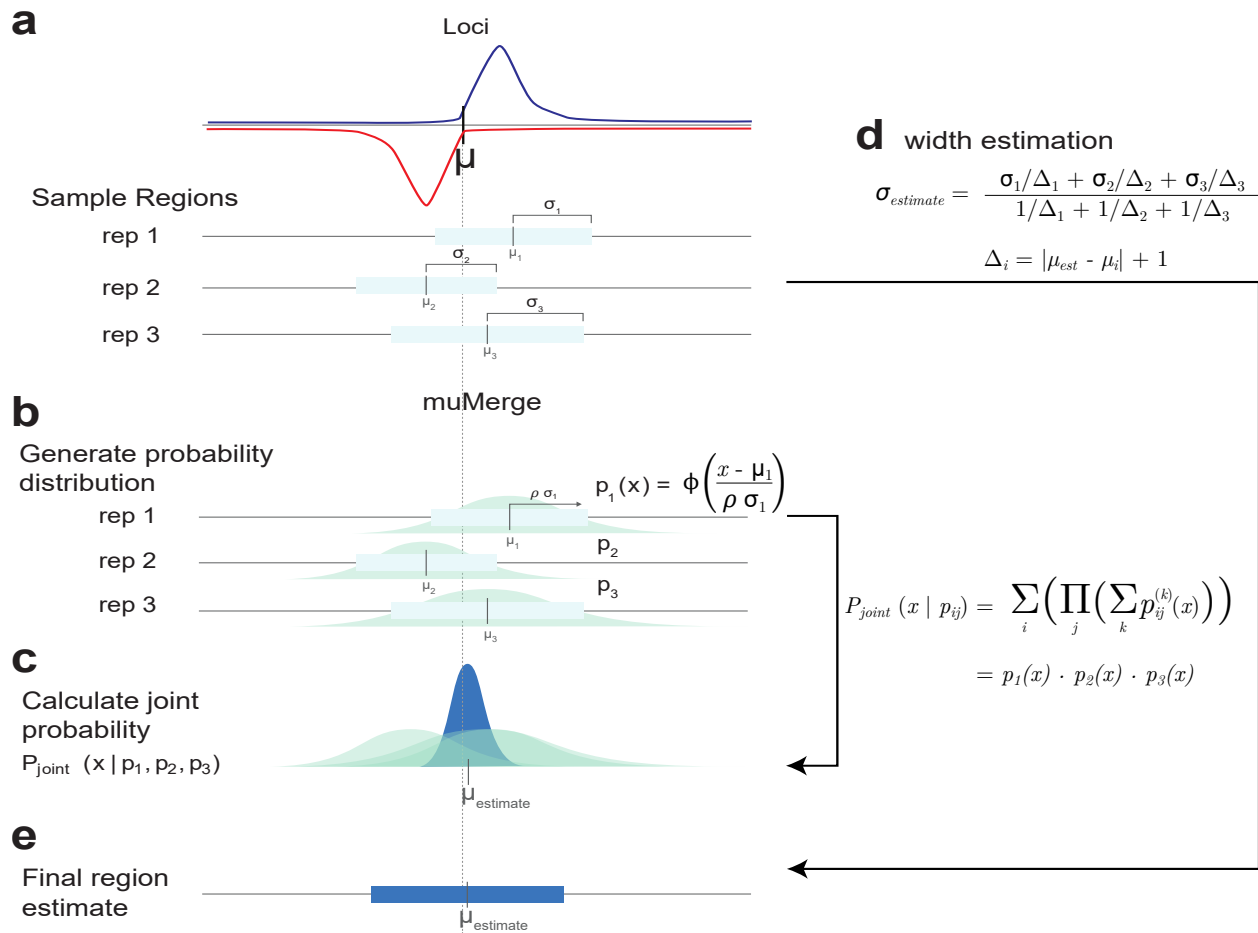 a
Loci
μ
Sample Regions
rep 1
σ1
μ1
rep 2
σ2
μ2
rep 3
σ3
μ3
d width estimation
σestimate = (σ1/Δ1 + σ2/Δ2 + σ3/Δ3) / (1/Δ1 + 1/Δ2 + 1/Δ3)
Δi = |μest - μi| + 1
muMerge
b
Generate probability
distribution
rep 1
ρ σ1
μ1
p1(x) = ϕ((x - μ1) / (ρ σ1))
rep 2
μ2
p2
rep 3
μ3
p3
Pjoint (x | pij) = ∑i(∏j(∑k pij(k)(x)))
= p1(x) · p2(x) · p3(x)
c
Calculate joint
probability
Pjoint (x | p1, p2, p3)
μestimate
e
Final region
estimate
μestimate